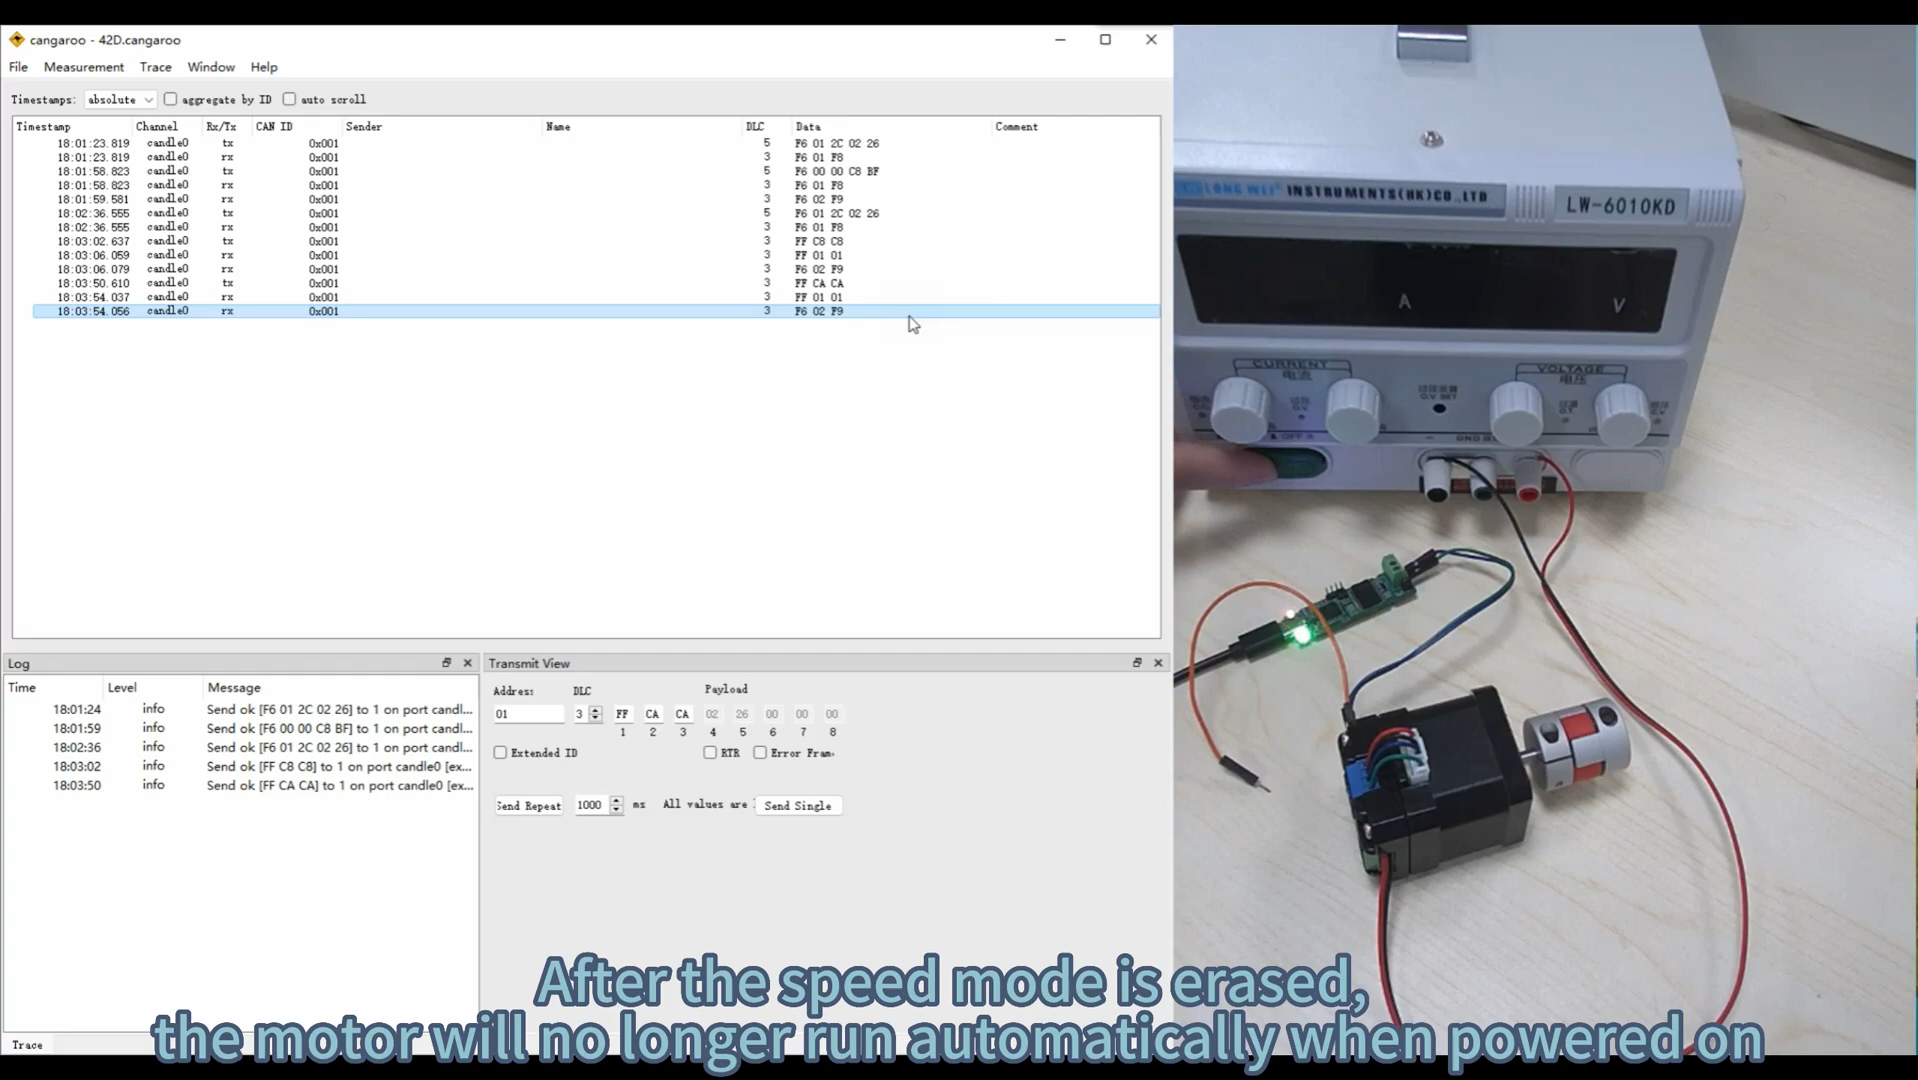 cangaroo - 42D.cangaroo
File Measurement Trace Window Help
Timestamps: absolute aggregate by ID auto scroll
Timestamp Channel Rx/Tx CAN ID Sender Name DLC Data Comment
18:01:23.819 candle0 tx 0x001 5 F6 01 2C 02 26
18:01:23.819 candle0 rx 0x001 3 F6 01 F8
18:01:58.823 candle0 tx 0x001 5 F6 00 00 C8 BF
18:01:58.823 candle0 rx 0x001 3 F6 01 F8
18:01:59.581 candle0 rx 0x001 3 F6 02 F9
18:02:36.555 candle0 tx 0x001 5 F6 01 2C 02 26
18:02:36.555 candle0 rx 0x001 3 F6 01 F8
18:03:02.637 candle0 tx 0x001 3 FF C8 C8
18:03:06.059 candle0 rx 0x001 3 FF 01 01
18:03:06.079 candle0 rx 0x001 3 F6 02 F9
18:03:50.610 candle0 tx 0x001 3 FF CA CA
18:03:54.037 candle0 rx 0x001 3 FF 01 01
18:03:54.056 candle0 rx 0x001 3 F6 02 F9
Log
Time Level Message
18:01:24 info Send ok [F6 01 2C 02 26] to 1 on port candl...
18:01:59 info Send ok [F6 00 00 C8 BF] to 1 on port candl...
18:02:36 info Send ok [F6 01 2C 02 26] to 1 on port candl...
18:03:02 info Send ok [FF C8 C8] to 1 on port candle0 [ex...
18:03:50 info Send ok [FF CA CA] to 1 on port candle0 [ex...
Trace
Transmit View
Address: DLC Payload
01 3 FF CA CA 02 26 00 00 00
1 2 3 4 5 6 7 8
Extended ID RTR Error Fram
Send Repeat 1000 ms All values are Send Single
LONG WEI INSTRUMENTS(HK)CO.,LTD
LW-6010KD
A V
CURRENT
电流
VOLTAGE
电压
O.V.SET
O.V.
O.T
C.V
OFF
GND
After the speed mode is erased,
the motor will no longer run automatically when powered on